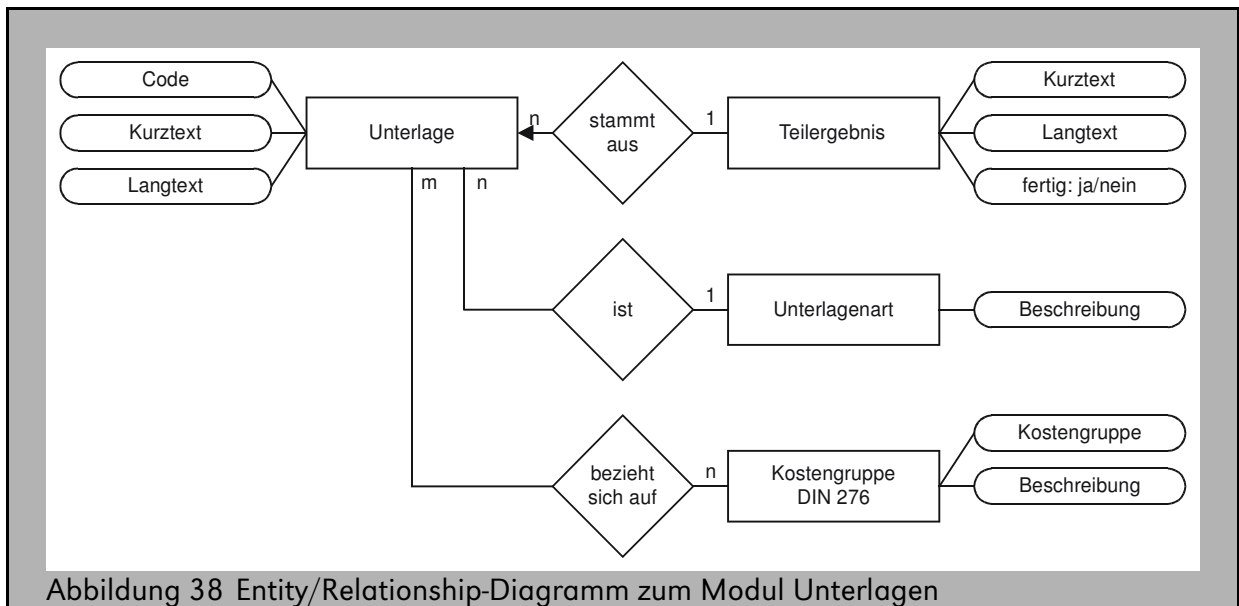 Code
Kurztext
Langtext
Unterlage
n
stammt
aus
1
Teilergebnis
Kurztext
Langtext
fertig: ja/nein
m
n
ist
1
Unterlagenart
Beschreibung
bezieht
sich auf
n
Kostengruppe
DIN 276
Kostengruppe
Beschreibung
Abbildung 38 Entity/Relationship-Diagramm zum Modul Unterlagen